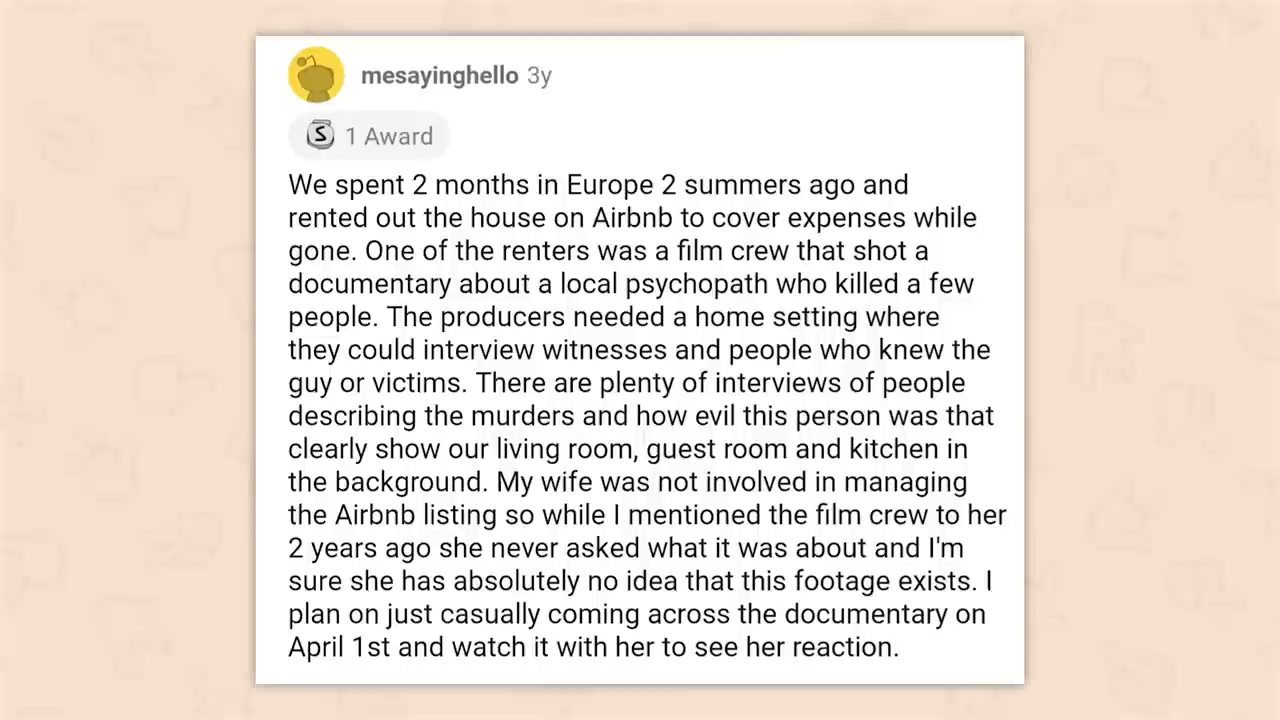 mesayinghello 3y
S 1 Award
We spent 2 months in Europe 2 summers ago and
rented out the house on Airbnb to cover expenses while
gone. One of the renters was a film crew that shot a
documentary about a local psychopath who killed a few
people. The producers needed a home setting where
they could interview witnesses and people who knew the
guy or victims. There are plenty of interviews of people
describing the murders and how evil this person was that
clearly show our living room, guest room and kitchen in
the background. My wife was not involved in managing
the Airbnb listing so while I mentioned the film crew to her
2 years ago she never asked what it was about and I'm
sure she has absolutely no idea that this footage exists. I
plan on just casually coming across the documentary on
April 1st and watch it with her to see her reaction.